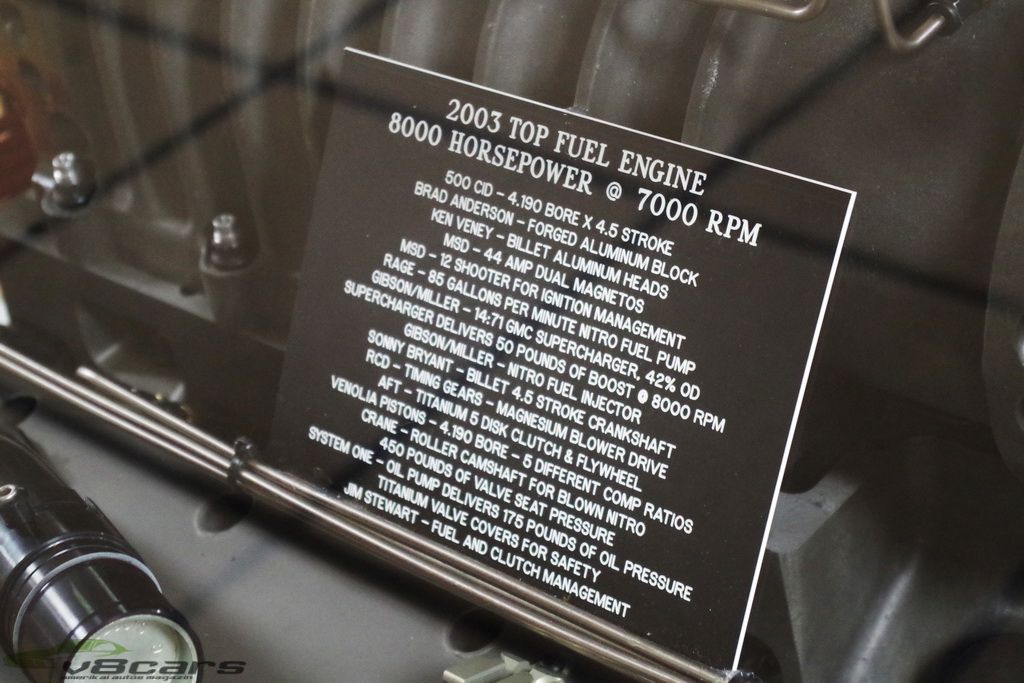 2003 TOP FUEL ENGINE
8000 HORSEPOWER @ 7000 RPM
500 CID - 4.190 BORE X 4.5 STROKE
BRAD ANDERSON - FORGED ALUMINUM BLOCK
KEN VENEY - BILLET ALUMINUM HEADS
MSD - 44 AMP DUAL MAGNETOS
MSD - 12 SHOOTER FOR IGNITION MANAGEMENT
RAGE - 85 GALLONS PER MINUTE NITRO FUEL PUMP
GIBSON/MILLER - 14:71 GMC SUPERCHARGER, 42% OD
SUPERCHARGER DELIVERS 50 POUNDS OF BOOST @ 8000 RPM
GIBSON/MILLER - NITRO FUEL INJECTOR
SONNY BRYANT - BILLET 4.5 STROKE CRANKSHAFT
RCD - TIMING GEARS - MAGNESIUM BLOWER DRIVE
AFT - TITANIUM 5 DISK CLUTCH & FLYWHEEL
VENOLIA PISTONS - 4.190 BORE - 5 DIFFERENT COMP RATIOS
CRANE - ROLLER CAMSHAFT FOR BLOWN NITRO
450 POUNDS OF VALVE SEAT PRESSURE
SYSTEM ONE - OIL PUMP DELIVERS 175 POUNDS OF OIL PRESSURE
TITANIUM VALVE COVERS FOR SAFETY
JIM STEWART - FUEL AND CLUTCH MANAGEMENT
v8cars
amerikai autós magazin